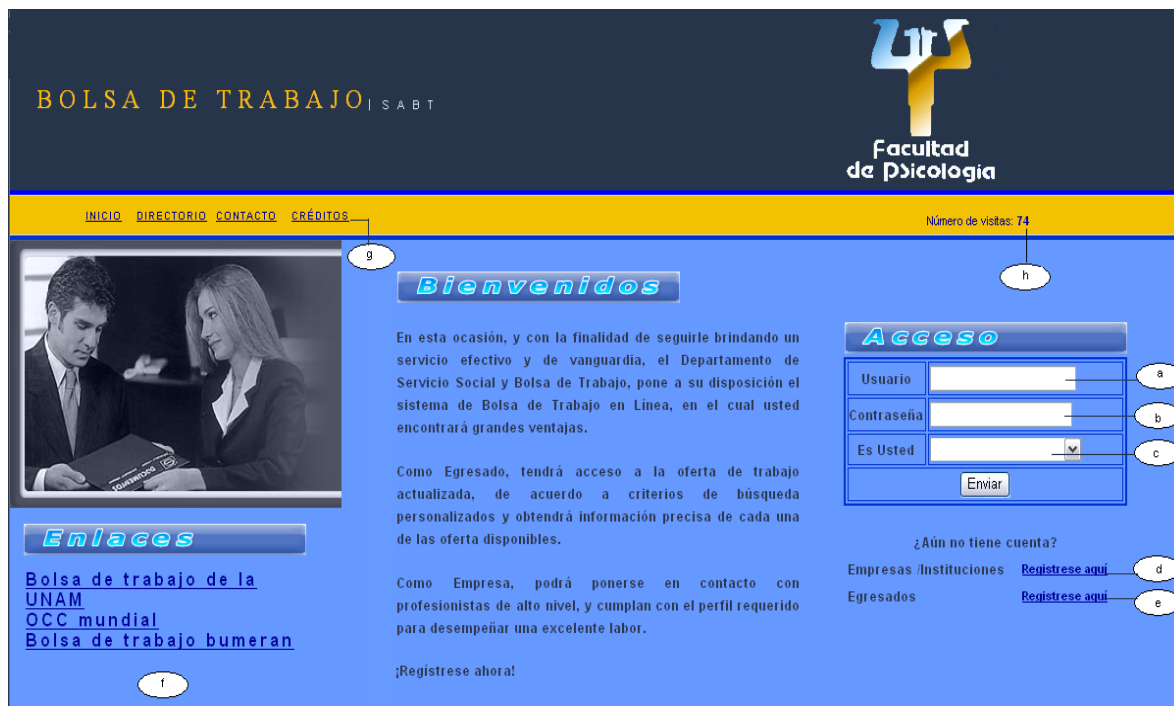 BOLSA DE TRABAJO | SABT
Facultad
de Psicología
INICIO DIRECTORIO CONTACTO CRÉDITOS
Número de visitas: 74
g
h
Bienvenidos
En esta ocasión, y con la finalidad de seguirle brindando un
servicio efectivo y de vanguardia, el Departamento de
Servicio Social y Bolsa de Trabajo, pone a su disposición el
sistema de Bolsa de Trabajo en Línea, en el cual usted
encontrará grandes ventajas.
Como Egresado, tendrá acceso a la oferta de trabajo
actualizada, de acuerdo a criterios de búsqueda
personalizados y obtendrá información precisa de cada una
de las oferta disponibles.
Como Empresa, podrá ponerse en contacto con
profesionistas de alto nivel, y cumplan con el perfil requerido
para desempeñar una excelente labor.
¡Regístrese ahora!
Acceso
Usuario
a
Contraseña
b
Es Usted
c
Enviar
¿Aún no tiene cuenta?
Empresas /Instituciones Registrese aquí
d
Egresados Registrese aquí
e
DOCUMENTOS
Enlaces
Bolsa de trabajo de la
UNAM
OCC mundial
Bolsa de trabajo bumeran
f